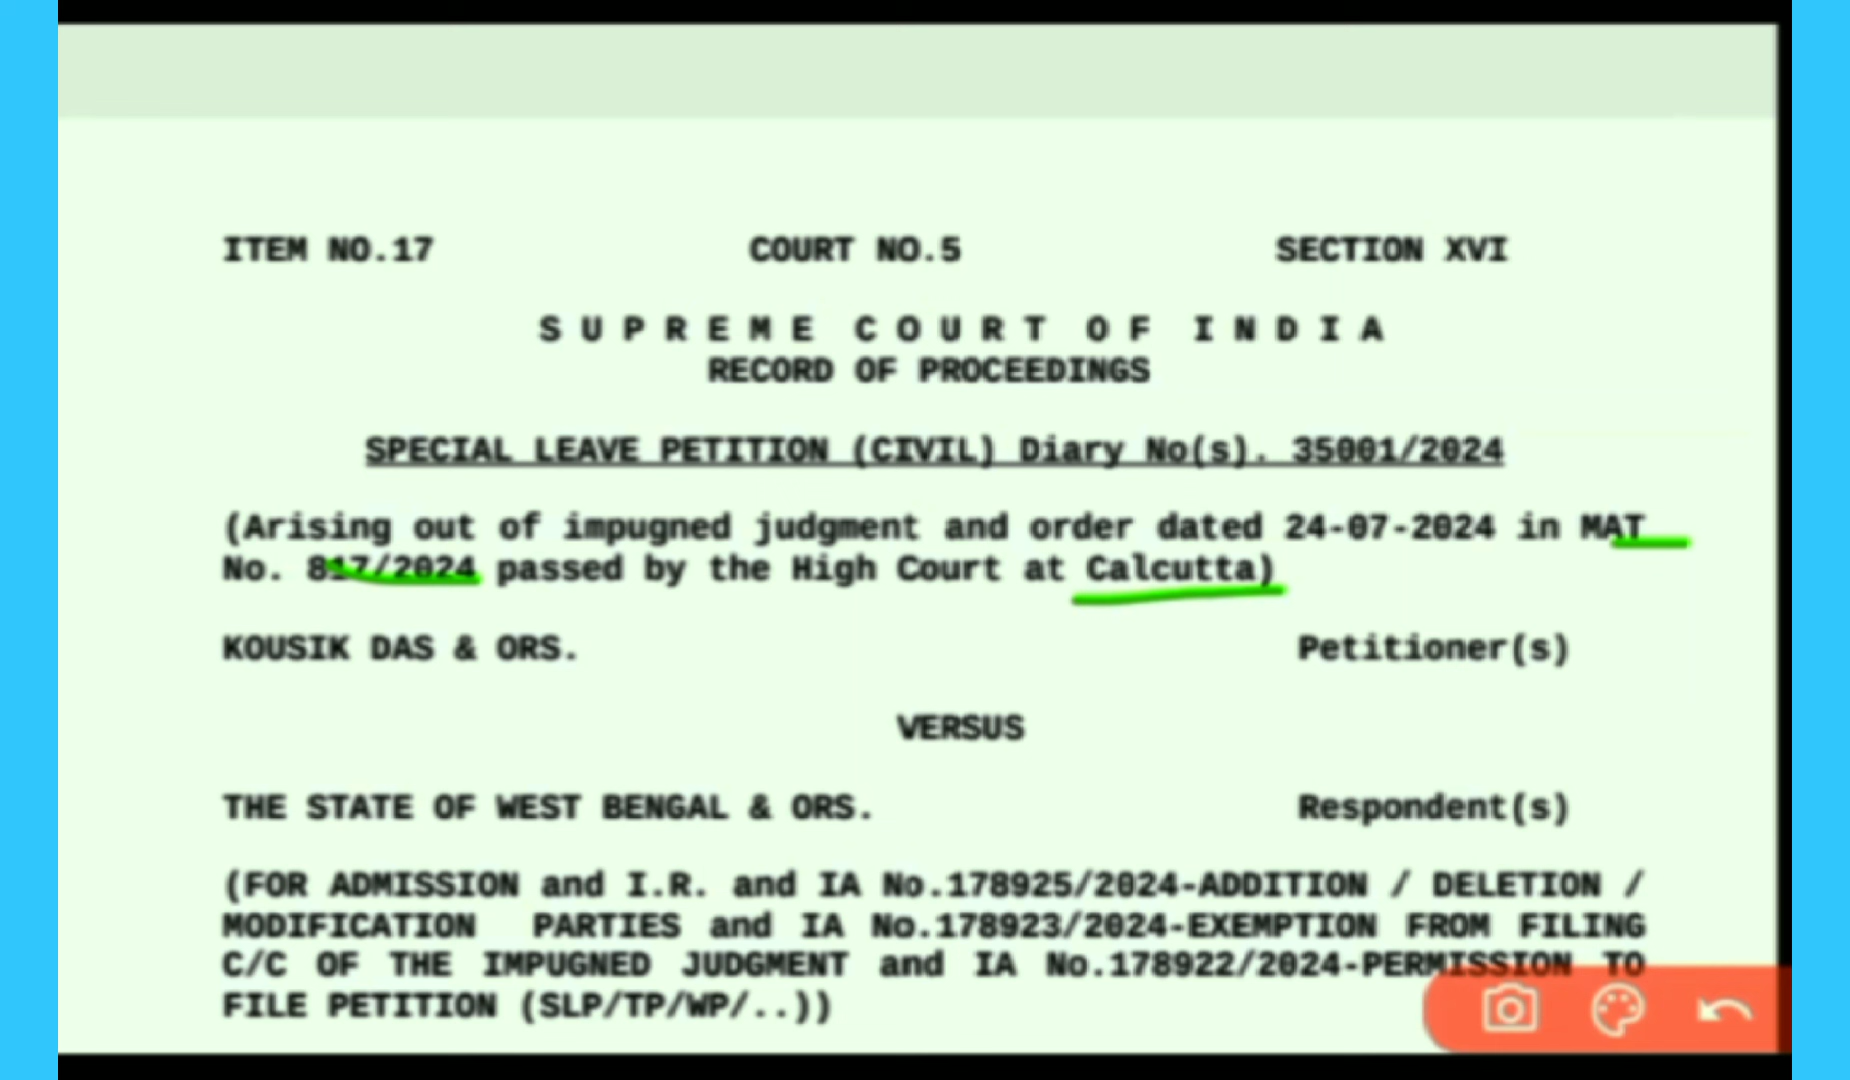 ITEM NO.17 COURT NO.5 SECTION XVI
S U P R E M E C O U R T O F I N D I A
RECORD OF PROCEEDINGS
SPECIAL LEAVE PETITION (CIVIL) Diary No(s). 35001/2024
(Arising out of impugned judgment and order dated 24-07-2024 in MAT
No. 817/2024 passed by the High Court at Calcutta)
KOUSIK DAS & ORS. Petitioner(s)
VERSUS
THE STATE OF WEST BENGAL & ORS. Respondent(s)
(FOR ADMISSION and I.R. and IA No.178925/2024-ADDITION / DELETION /
MODIFICATION PARTIES and IA No.178923/2024-EXEMPTION FROM FILING
C/C OF THE IMPUGNED JUDGMENT and IA No.178922/2024-PERMISSION TO
FILE PETITION (SLP/TP/WP/..))